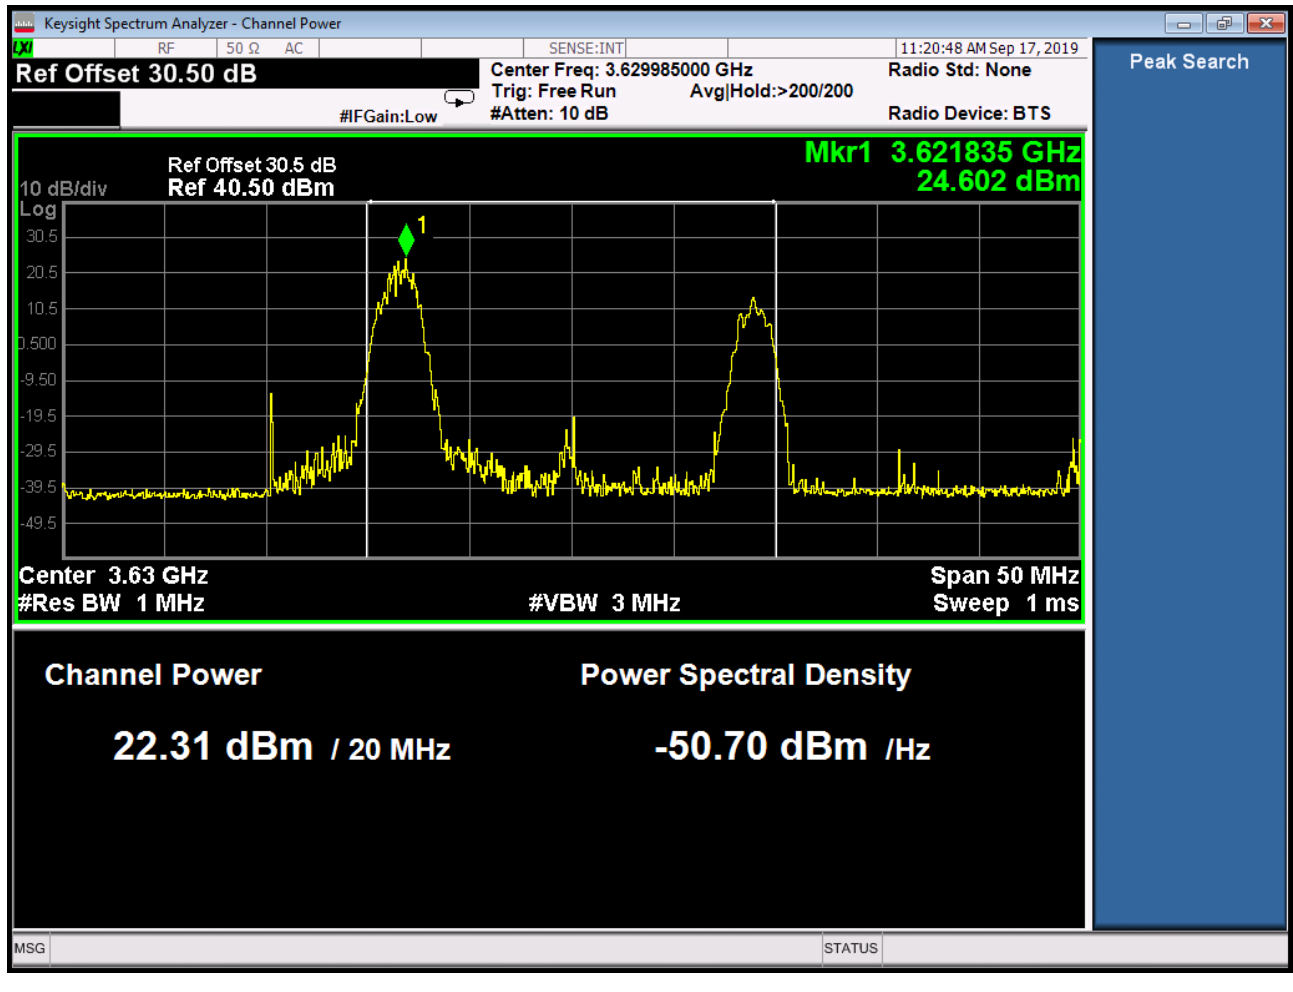 Keysight Spectrum Analyzer - Channel Power
LXI RF 50 Ω AC SENSE:INT 11:20:48 AM Sep 17, 2019
Ref Offset 30.50 dB
Center Freq: 3.629985000 GHz
Radio Std: None
Trig: Free Run Avg|Hold:>200/200
#IFGain:Low
#Atten: 10 dB
Radio Device: BTS
Peak Search
Mkr1 3.621835 GHz
24.602 dBm
Ref Offset 30.5 dB
10 dB/div Ref 40.50 dBm
Log
1
30.5
20.5
10.5
0.500
-9.50
-19.5
-29.5
-39.5
-49.5
Center 3.63 GHz Span 50 MHz
#Res BW 1 MHz #VBW 3 MHz Sweep 1 ms
Channel Power Power Spectral Density
22.31 dBm / 20 MHz -50.70 dBm /Hz
MSG STATUS